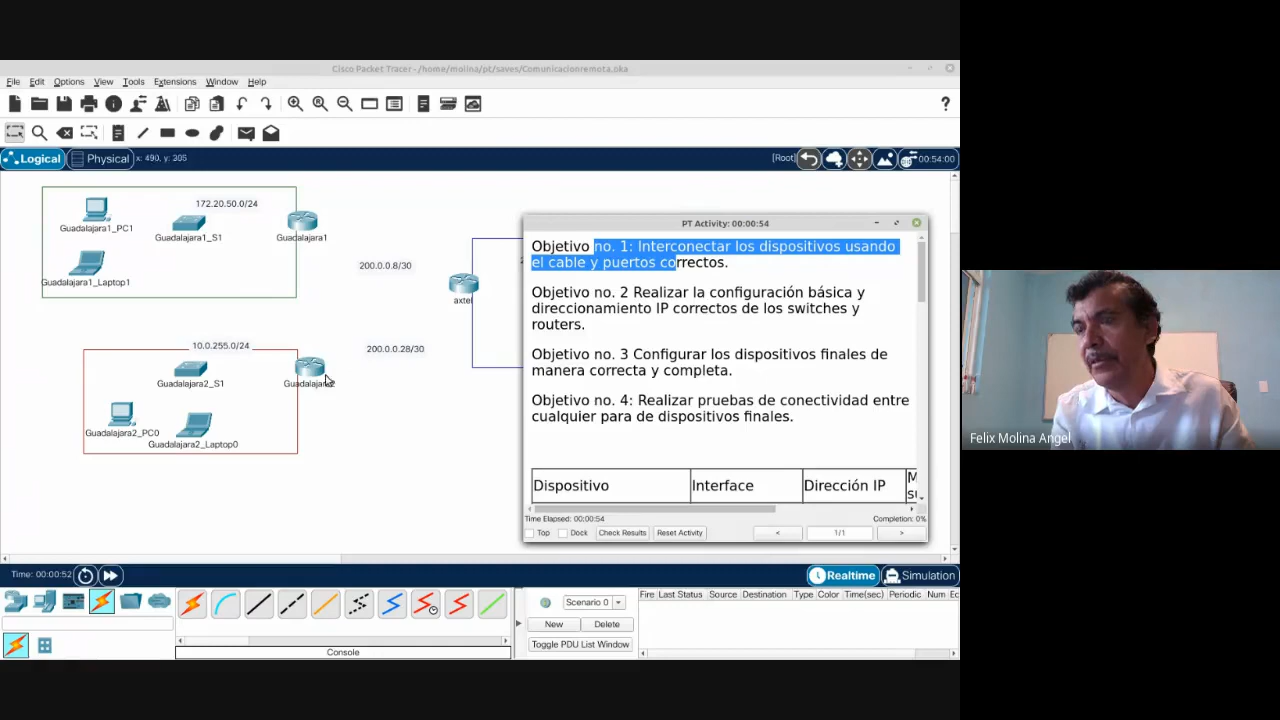 Cisco Packet Tracer - /home/molina/pt/saves/Comunicacionremota.pka
File Edit Options View Tools Extensions Window Help
?
Logical Physical x: 490, y: 305 [Root] 00:54:00
172.20.50.0/24
Guadalajara1_PC1
Guadalajara1_S1
Guadalajara1
Guadalajara1_Laptop1
200.0.0.8/30
axtel
10.0.255.0/24
200.0.0.28/30
Guadalajara2_S1
Guadalajara2
Guadalajara2_PC0
Guadalajara2_Laptop0
PT Activity: 00:00:54
Objetivo no. 1: Interconectar los dispositivos usando
el cable y puertos correctos.
Objetivo no. 2 Realizar la configuración básica y
direccionamiento IP correctos de los switches y
routers.
Objetivo no. 3 Configurar los dispositivos finales de
manera correcta y completa.
Objetivo no. 4: Realizar pruebas de conectividad entre
cualquier para de dispositivos finales.
Dispositivo Interface Dirección IP M
Time Elapsed: 00:00:54 Completion: 0%
Top Dock Check Results Reset Activity < 1/1 >
Felix Molina Angel
Time: 00:00:52 Realtime Simulation
Scenario 0
New Delete
Toggle PDU List Window
Fire Last Status Source Destination Type Color Time(sec) Periodic Num
Console